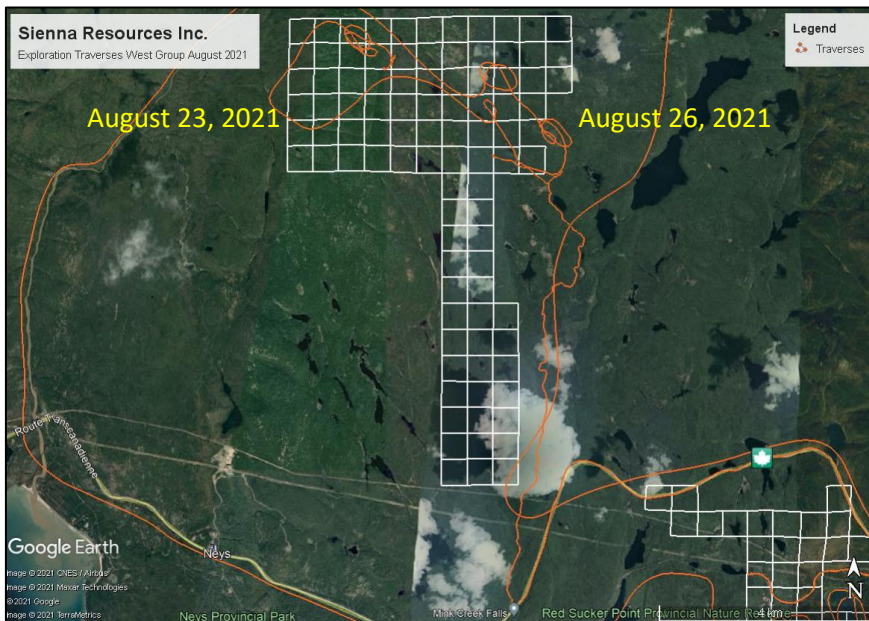 Sienna Resources Inc.
Exploration Traverses West Group August 2021
Legend
Traverses
August 23, 2021
August 26, 2021
Route Transcanadienne
Google Earth
Neys
Image © 2021 CNES / Airbus
Image © 2021 Maxar Technologies
© 2021 Google
Image © 2021 TerraMetrics
Neys Provincial Park
Mink Creek Falls
Red Sucker Point Provincial Nature Reserve
4 km
N